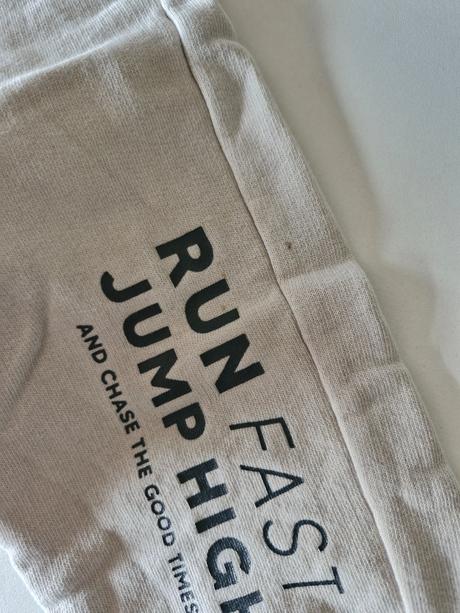 RUN FAST
JUMP HIGH
AND CHASE THE GOOD TIMES